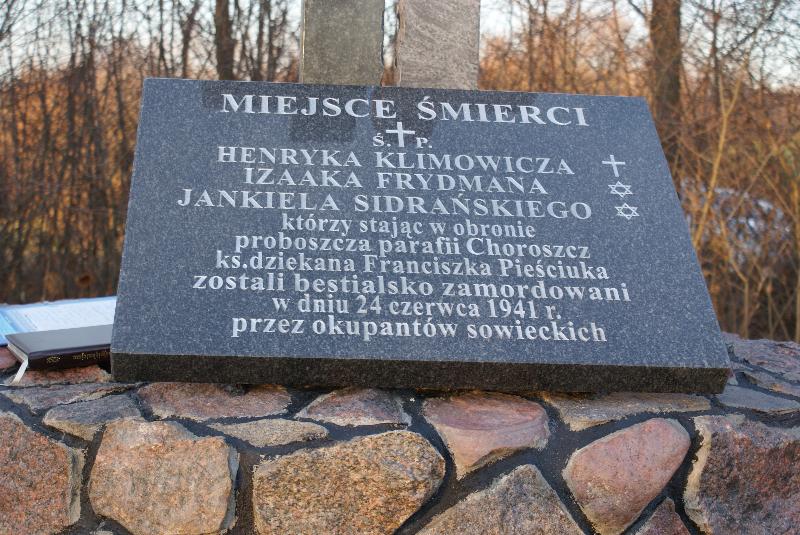 MIEJSCE ŚMIERCI
Ś.P.
HENRYKA KLIMOWICZA
IZAAKA FRYDMANA
JANKIELA SIDRAŃSKIEGO
którzy stając w obronie
proboszcza parafii Choroszcz
ks.dziekana Franciszka Pieściuka
zostali bestialsko zamordowani
w dniu 24 czerwca 1941 r.
przez okupantów sowieckich